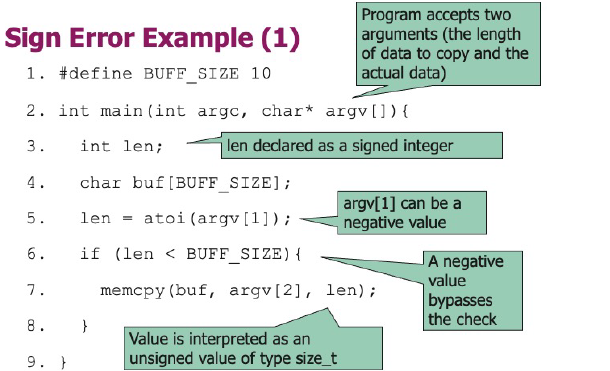 Sign Error Example (1)
Program accepts two
arguments (the length
of data to copy and the
actual data)
1. #define BUFF_SIZE 10
2. int main(int argc, char* argv[]){
3. int len;
len declared as a signed integer
4. char buf[BUFF_SIZE];
5. len = atoi(argv[1]);
argv[1] can be a
negative value
6. if (len < BUFF_SIZE){
A negative
value
bypasses
the check
7. memcpy(buf, argv[2], len);
8. }
Value is interpreted as an
unsigned value of type size_t
9. }